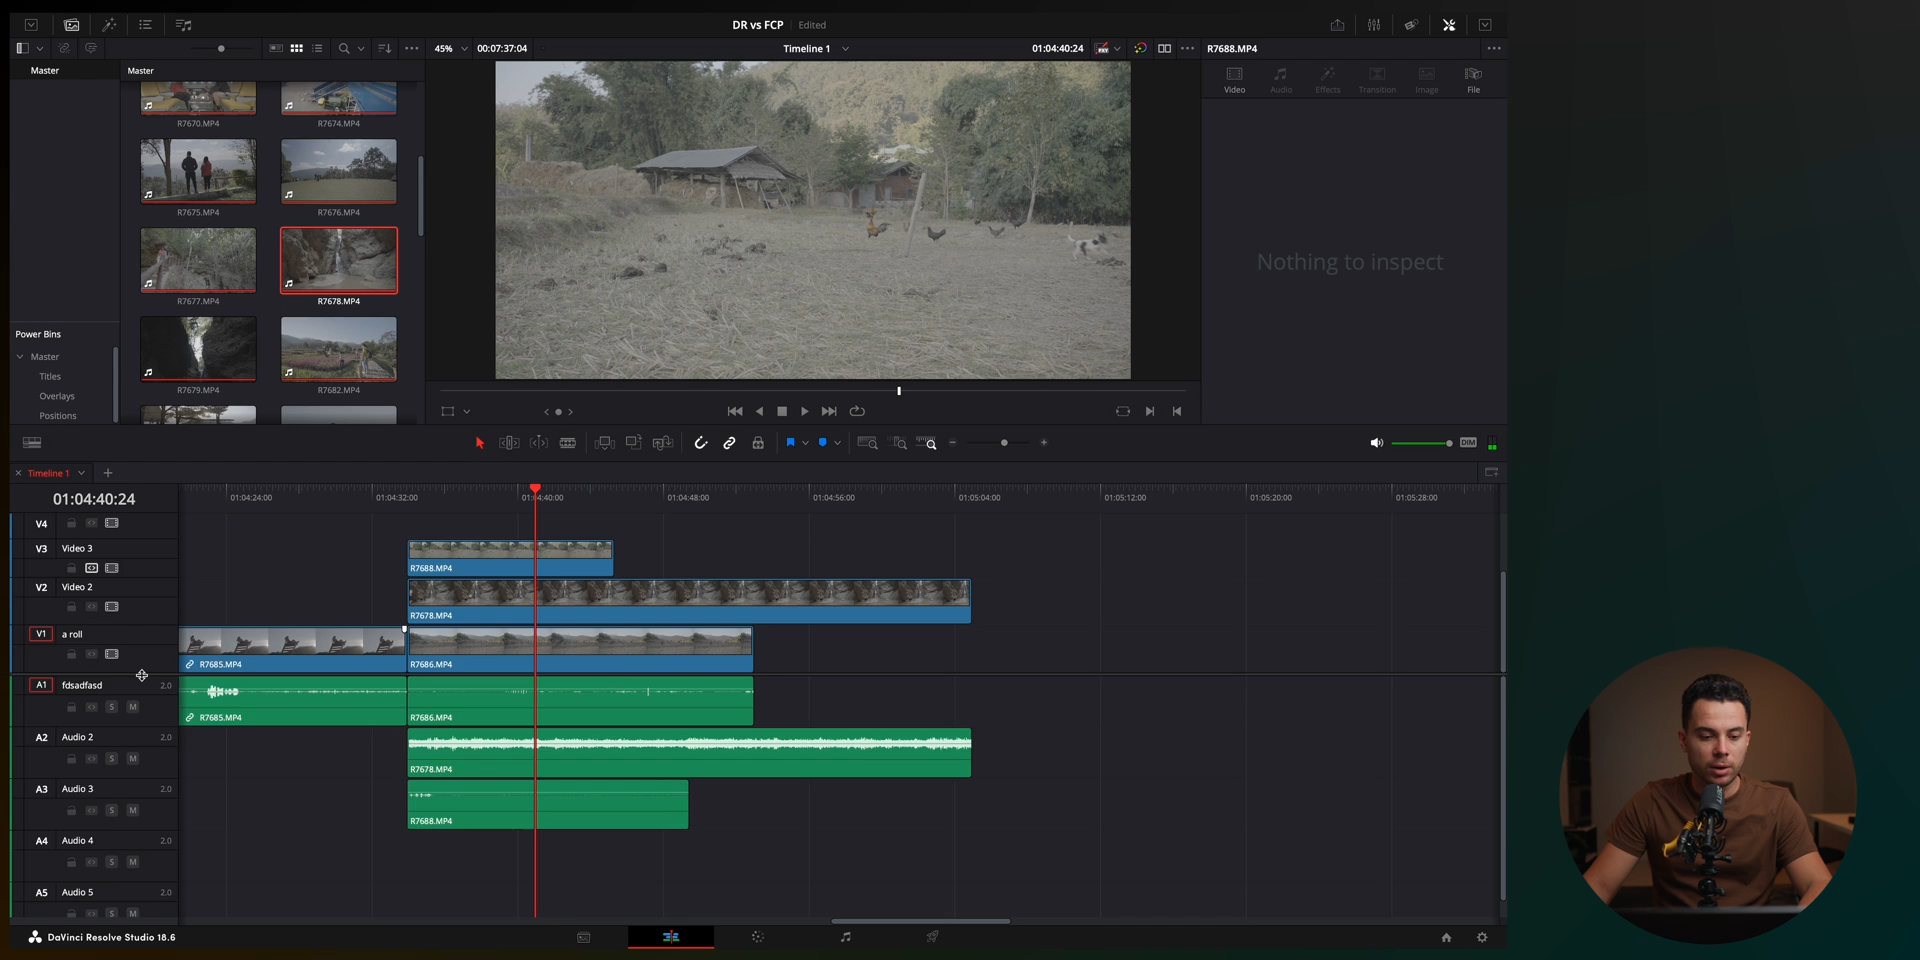 DR vs FCP Edited
45% 00:07:37:04 Timeline 1 01:04:40:24 R7688.MP4
Master Master
Video Audio Effects Transition Image File
R7670.MP4 R7674.MP4
R7675.MP4 R7676.MP4
Nothing to inspect
R7677.MP4 R7678.MP4
Power Bins
Master
Titles
R7679.MP4 R7682.MP4
Overlays
Positions
DIM
Timeline 1
01:04:40:24
01:04:24:00 01:04:32:00 01:04:40:00 01:04:48:00 01:04:56:00 01:05:04:00 01:05:12:00 01:05:20:00 01:05:28:00
V4
V3 Video 3
R7688.MP4
V2 Video 2
R7678.MP4
V1 a roll
R7685.MP4 R7686.MP4
A1 fdsadfasd 2.0
S M
R7685.MP4 R7686.MP4
A2 Audio 2 2.0
S M
R7678.MP4
A3 Audio 3 2.0
S M
R7688.MP4
A4 Audio 4 2.0
S M
A5 Audio 5 2.0
S M
DaVinci Resolve Studio 18.6